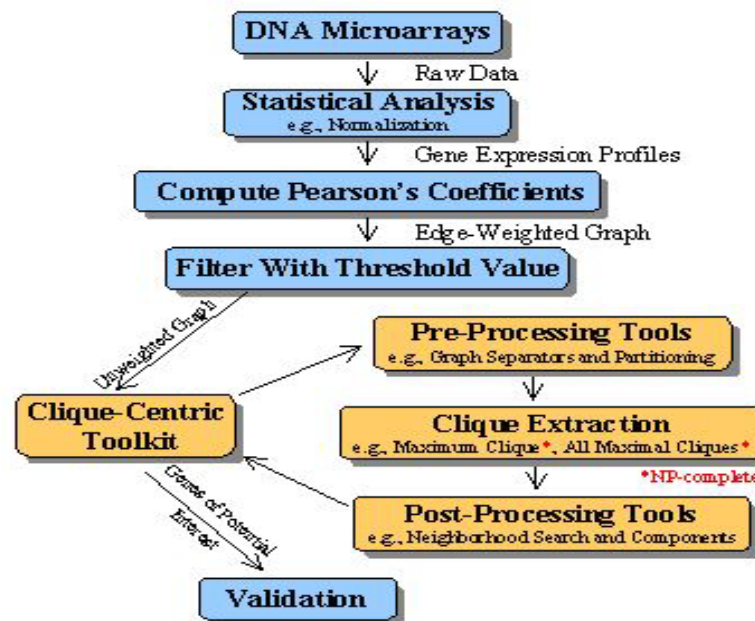 DNA Microarrays
Raw Data
Statistical Analysis
e.g., Normalization
Gene Expression Profiles
Compute Pearson's Coefficients
Edge-Weighted Graph
Filter With Threshold Value
Unweighted Graph
Pre-Processing Tools
e.g., Graph Separators and Partitioning
Clique-Centric
Toolkit
Clique Extraction
e.g., Maximum Clique*, All Maximal Cliques*
*NP-complete
Post-Processing Tools
e.g., Neighborhood Search and Components
Genes of Potential
Interest
Validation